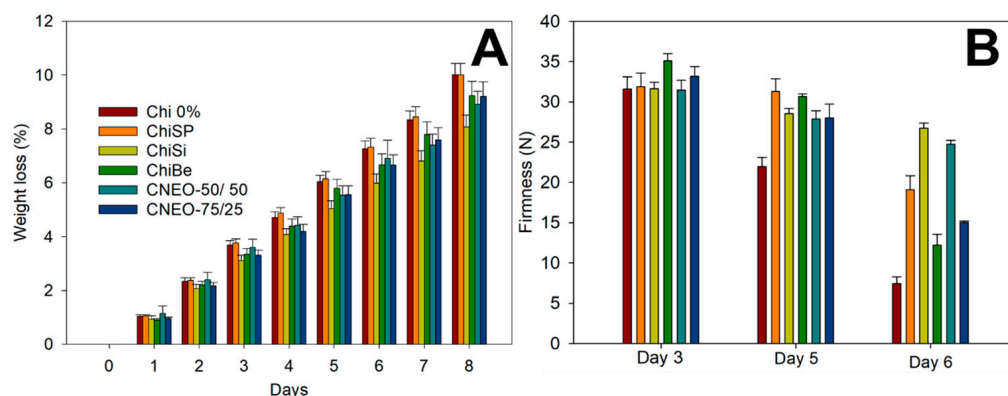 A
12
10
8
6
4
2
0
Weight loss (%)
Chi 0%
ChiSP
ChiSi
ChiBe
CNEO-50/ 50
CNEO-75/25
0 1 2 3 4 5 6 7 8
Days
B
40
35
30
25
20
15
10
5
0
Firmness (N)
Day 3 Day 5 Day 6